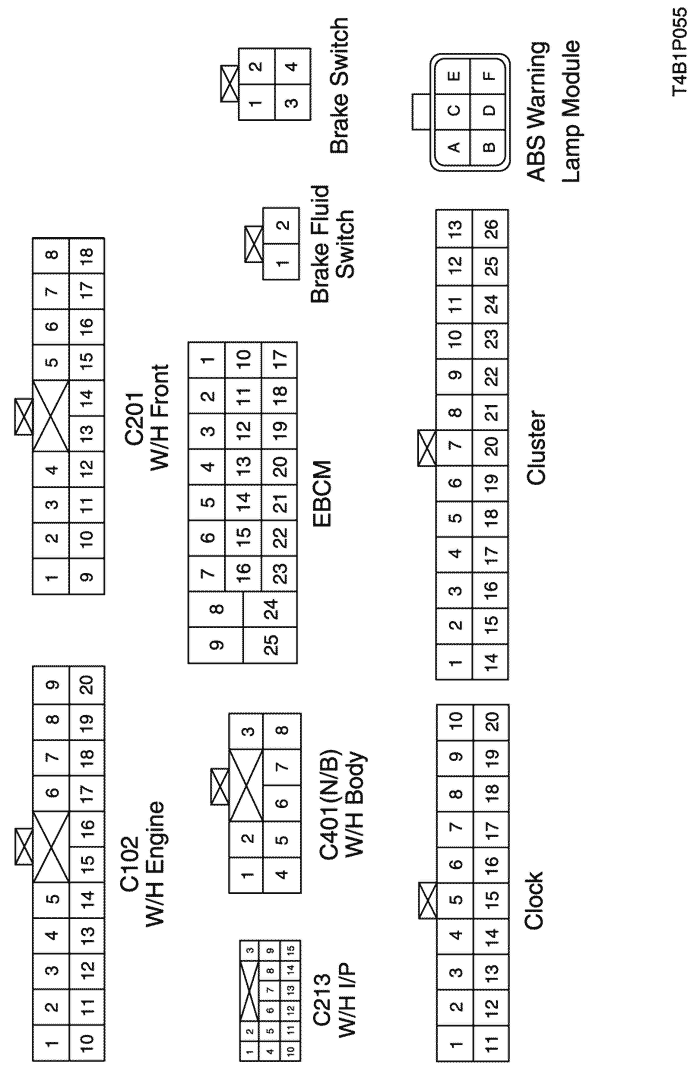 1 2 3 4 5 6 7 8 9
10 11 12 13 14 15 16 17 18 19 20
C102
W/H Engine
1 2 3 4 5 6 7 8
9 10 11 12 13 14 15 16 17 18
C201
W/H Front
1 2 3
4 5 6 7 8 9
10 11 12 13 14 15
C213
W/H I/P
1 2 3
4 5 6 7 8
C401(N/B)
W/H Body
9 8 7 6 5 4 3 2 1
16 15 14 13 12 11 10
25 24 23 22 21 20 19 18 17
EBCM
1 2
Brake Fluid
Switch
1 2
3 4
Brake Switch
1 2 3 4 5 6 7 8 9 10
11 12 13 14 15 16 17 18 19 20
Clock
1 2 3 4 5 6 7 8 9 10 11 12 13
14 15 16 17 18 19 20 21 22 23 24 25 26
Cluster
A C E
B D F
ABS Warning
Lamp Module
T4B1P055